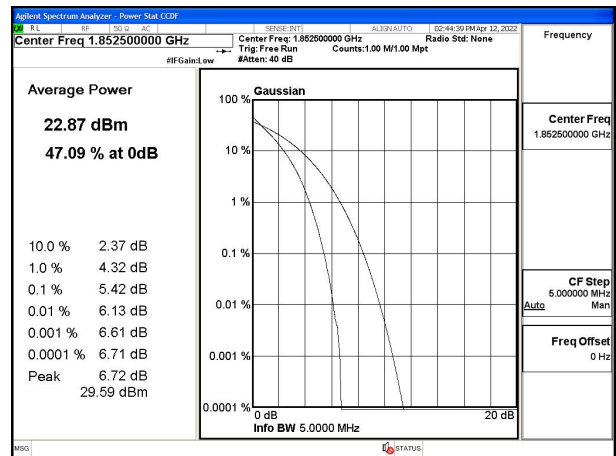 Agilent Spectrum Analyzer - Power Stat CCDF
RL RF 50 Ω AC SENSE:INT ALIGN AUTO 02:44:39 PM Apr 12, 2022
Center Freq 1.852500000 GHz
Center Freq: 1.852500000 GHz Radio Std: None
Trig: Free Run Counts:1.00 M/1.00 Mpt
#IFGain:Low #Atten: 40 dB
Frequency
Average Power
22.87 dBm
47.09 % at 0dB
10.0 % 2.37 dB
1.0 % 4.32 dB
0.1 % 5.42 dB
0.01 % 6.13 dB
0.001 % 6.61 dB
0.0001 % 6.71 dB
Peak 6.72 dB
29.59 dBm
Gaussian
100 %
10 %
1 %
0.1 %
0.01 %
0.001 %
0.0001 %
0 dB 20 dB
Info BW 5.0000 MHz
Center Freq
1.852500000 GHz
CF Step
5.000000 MHz
Auto Man
Freq Offset
0 Hz
MSG STATUS